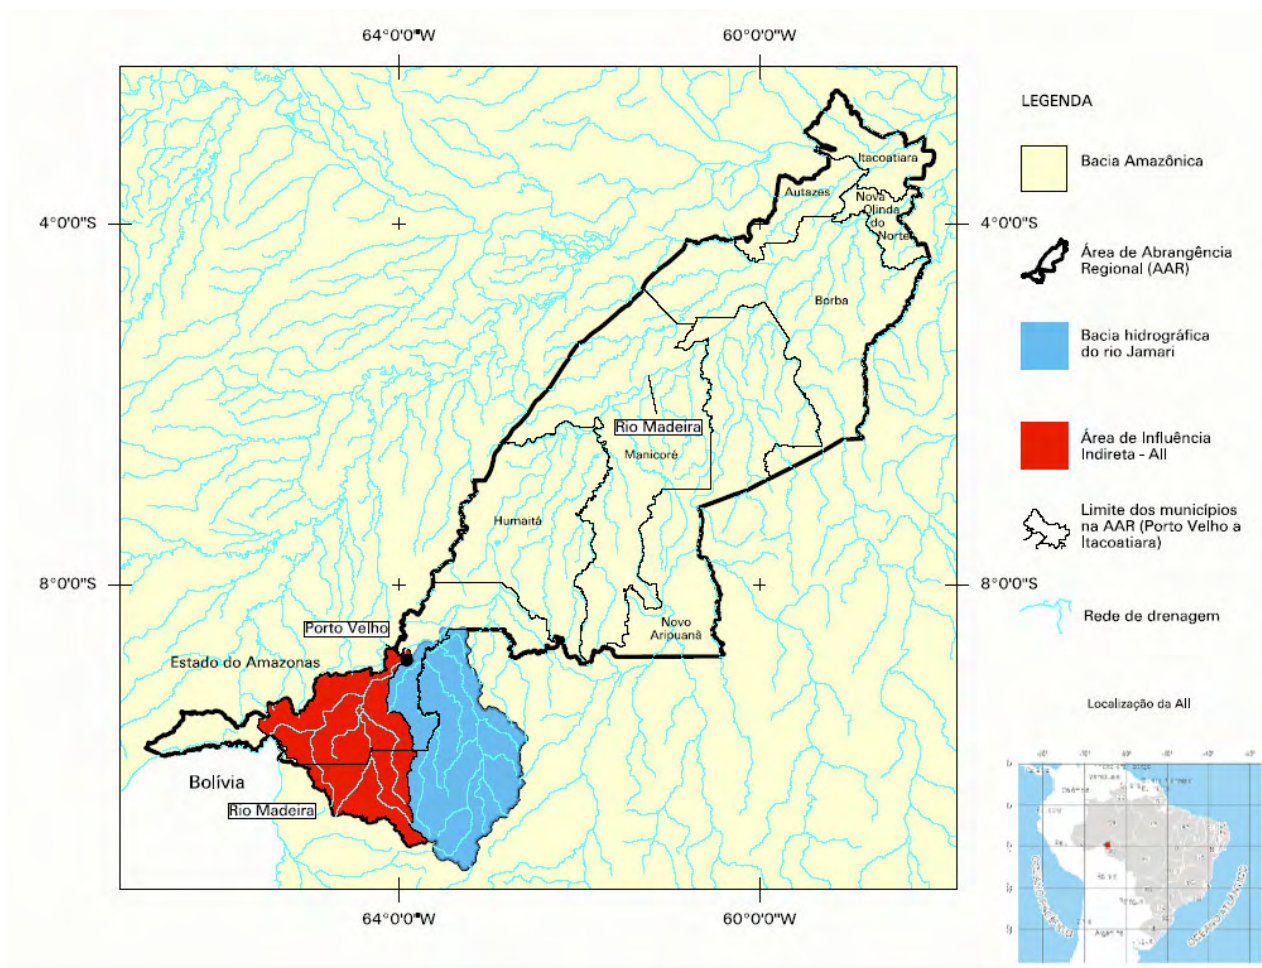 64°0'0"W
60°0'0"W
LEGENDA
Bacia Amazônica
Itacoatiara
Autazes
Nova
Olinda
do
Norte
4°0'0"S
4°0'0"S
Área de Abrangência
Regional (AAR)
Borba
Bacia hidrográfica
do rio Jamari
Rio Madeira
Manicoré
Área de Influência
Indireta - AII
Humaitá
Limite dos municípios
na AAR (Porto Velho a
Itacoatiara)
8°0'0"S
8°0'0"S
Rede de drenagem
Novo
Aripuanã
Porto Velho
Estado do Amazonas
Localização da AII
Bolívia
Rio Madeira
64°0'0"W
60°0'0"W